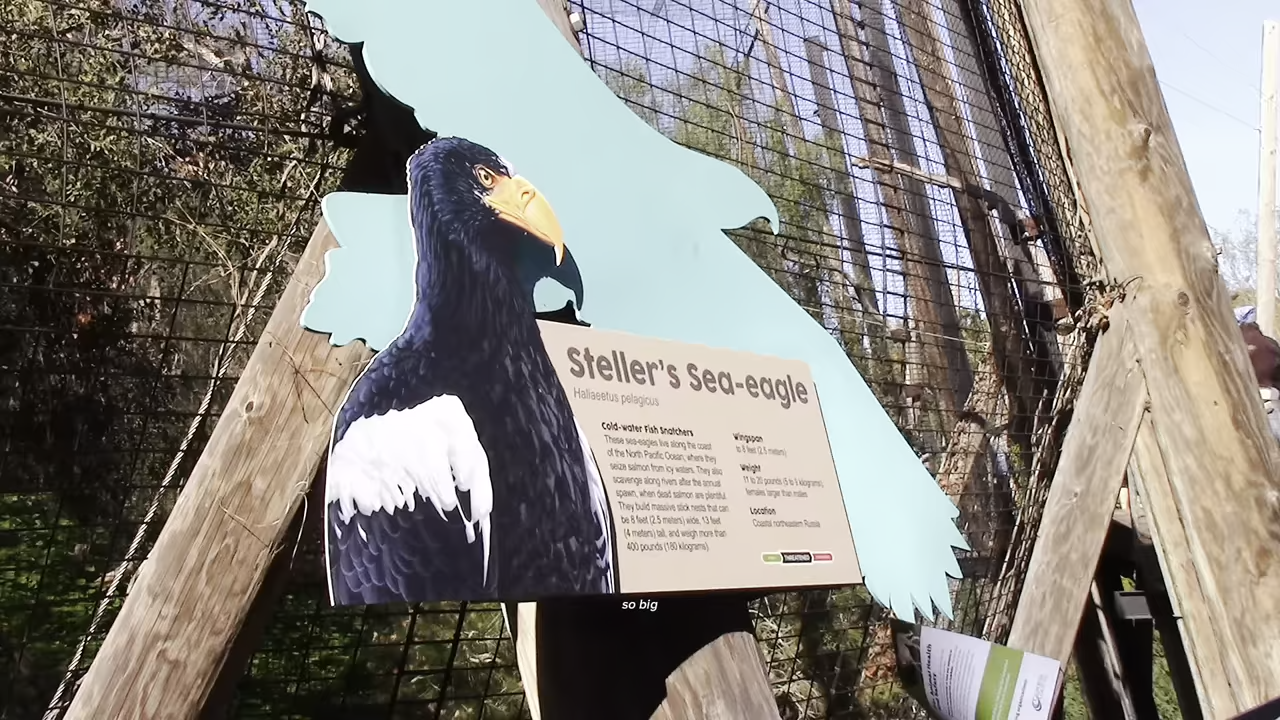 Steller's Sea-eagle
Haliaeetus pelagicus
Cold-water Fish Snatchers
These sea-eagles live along the coast
of the North Pacific Ocean, where they
seize salmon from icy waters. They also
scavenge along rivers after the annual
spawn, when dead salmon are plentiful.
They build massive stick nests that can
be 8 feet (2.5 meters) wide, 13 feet
(4 meters) tall, and weigh more than
400 pounds (180 kilograms).
Wingspan
to 8 feet (2.5 meters)
Weight
11 to 20 pounds (5 to 9 kilograms)
females larger than males
Location
Coastal northeastern Russia
THREATENED
so big